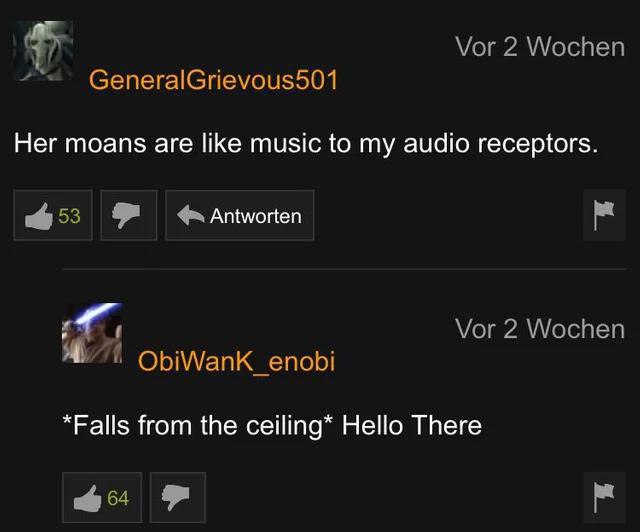 Vor 2 Wochen
GeneralGrievous501
Her moans are like music to my audio receptors.
53
Antworten
Vor 2 Wochen
ObiWanK_enobi
*Falls from the ceiling* Hello There
64